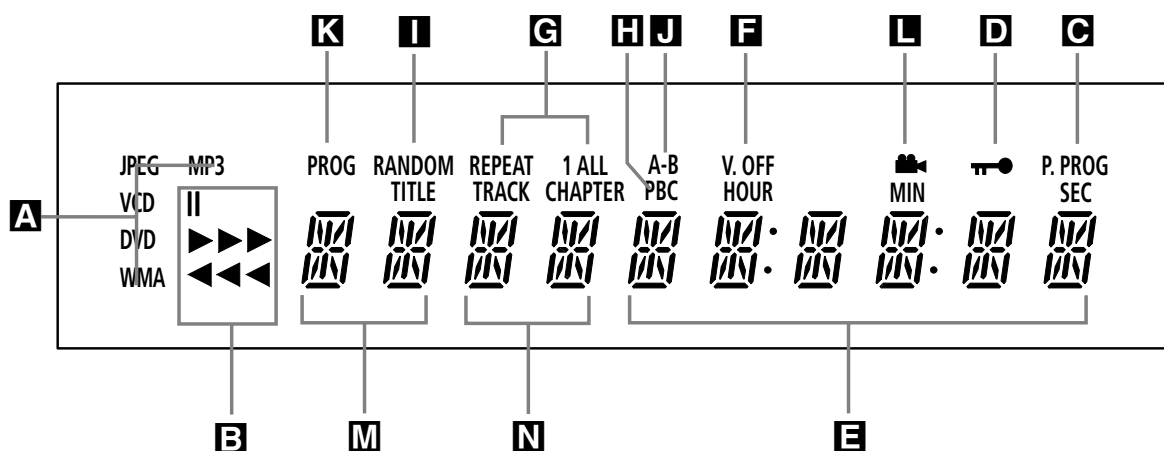 K I G H J F L D C
JPEG MP3 PROG RANDOM REPEAT 1 ALL A-B V. OFF P. PROG
TITLE TRACK CHAPTER PBC HOUR MIN SEC
A VCD
DVD
WMA
B M N E